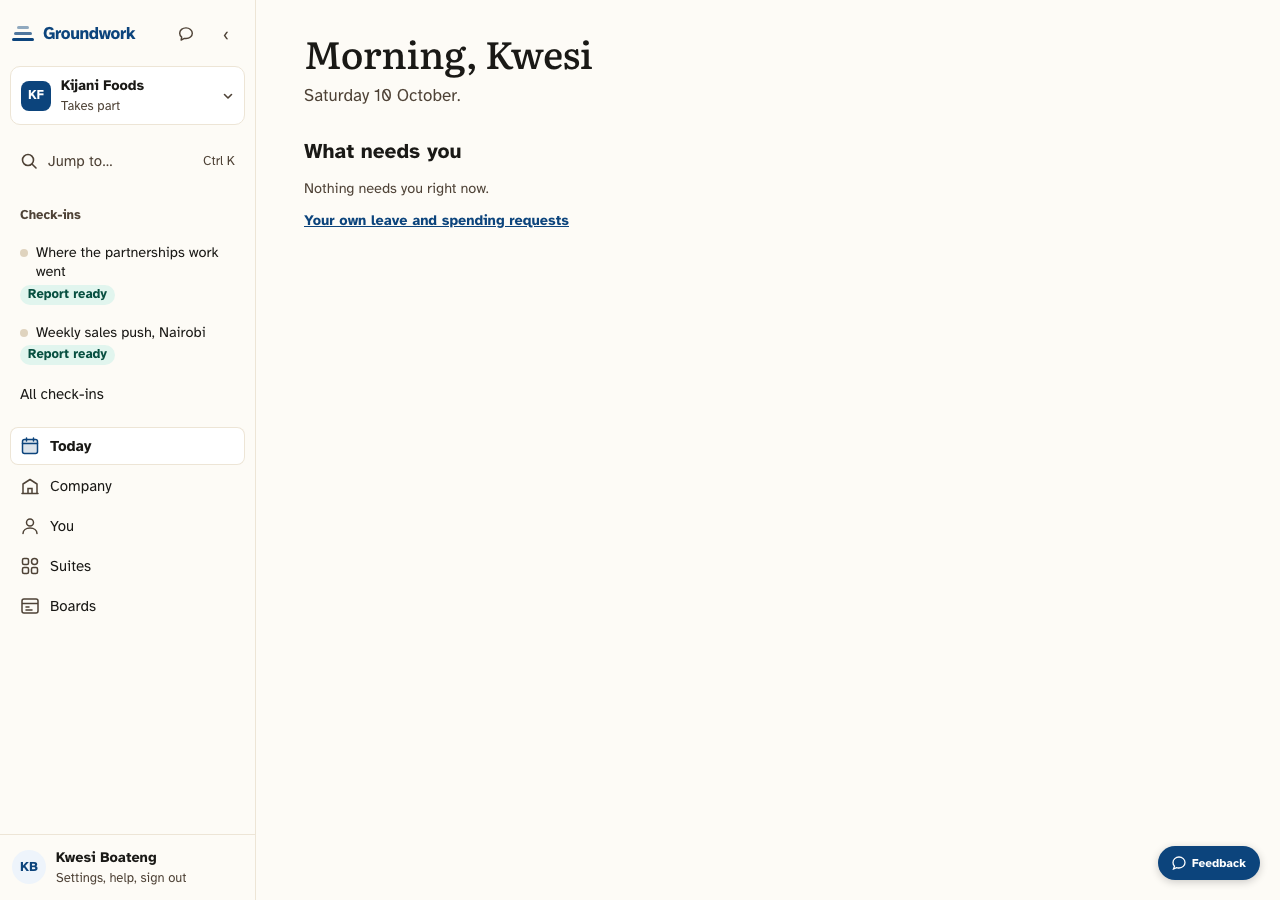 Groundwork
KF
Kijani Foods
Takes part
Jump to...
Ctrl K
Check-ins
Where the partnerships work
went
Report ready
Weekly sales push, Nairobi
Report ready
All check-ins
Today
Company
You
Suites
Boards
KB
Kwesi Boateng
Settings, help, sign out
Morning, Kwesi
Saturday 10 October.
What needs you
Nothing needs you right now.
Your own leave and spending requests
Feedback